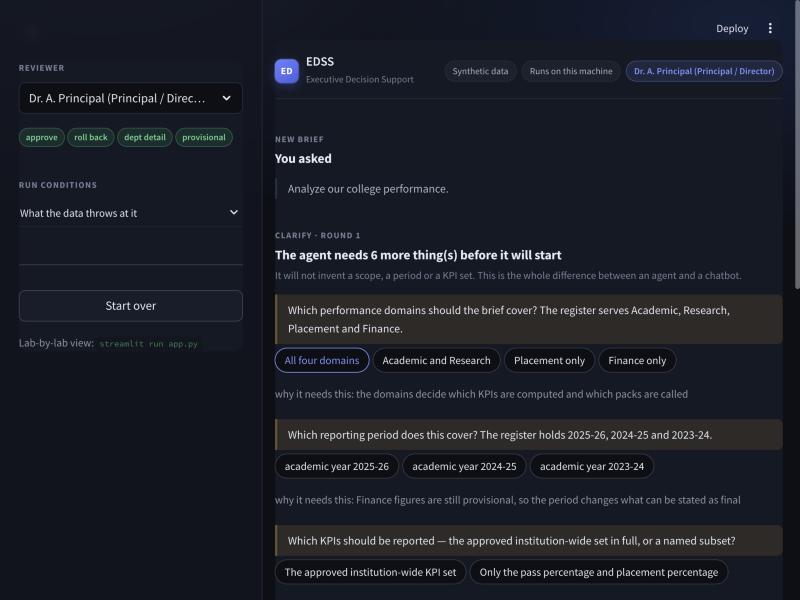 Deploy
REVIEWER
Dr. A. Principal (Principal / Direc...
approve
roll back
dept detail
provisional
RUN CONDITIONS
What the data throws at it
Start over
Lab-by-lab view: streamlit run app.py
ED
EDSS
Executive Decision Support
Synthetic data
Runs on this machine
Dr. A. Principal (Principal / Director)
NEW BRIEF
You asked
Analyze our college performance.
CLARIFY - ROUND 1
The agent needs 6 more thing(s) before it will start
It will not invent a scope, a period or a KPI set. This is the whole difference between an agent and a chatbot.
Which performance domains should the brief cover? The register serves Academic, Research,
Placement and Finance.
All four domains
Academic and Research
Placement only
Finance only
why it needs this: the domains decide which KPIs are computed and which packs are called
Which reporting period does this cover? The register holds 2025-26, 2024-25 and 2023-24.
academic year 2025-26
academic year 2024-25
academic year 2023-24
why it needs this: Finance figures are still provisional, so the period changes what can be stated as final
Which KPIs should be reported — the approved institution-wide set in full, or a named subset?
The approved institution-wide KPI set
Only the pass percentage and placement percentage